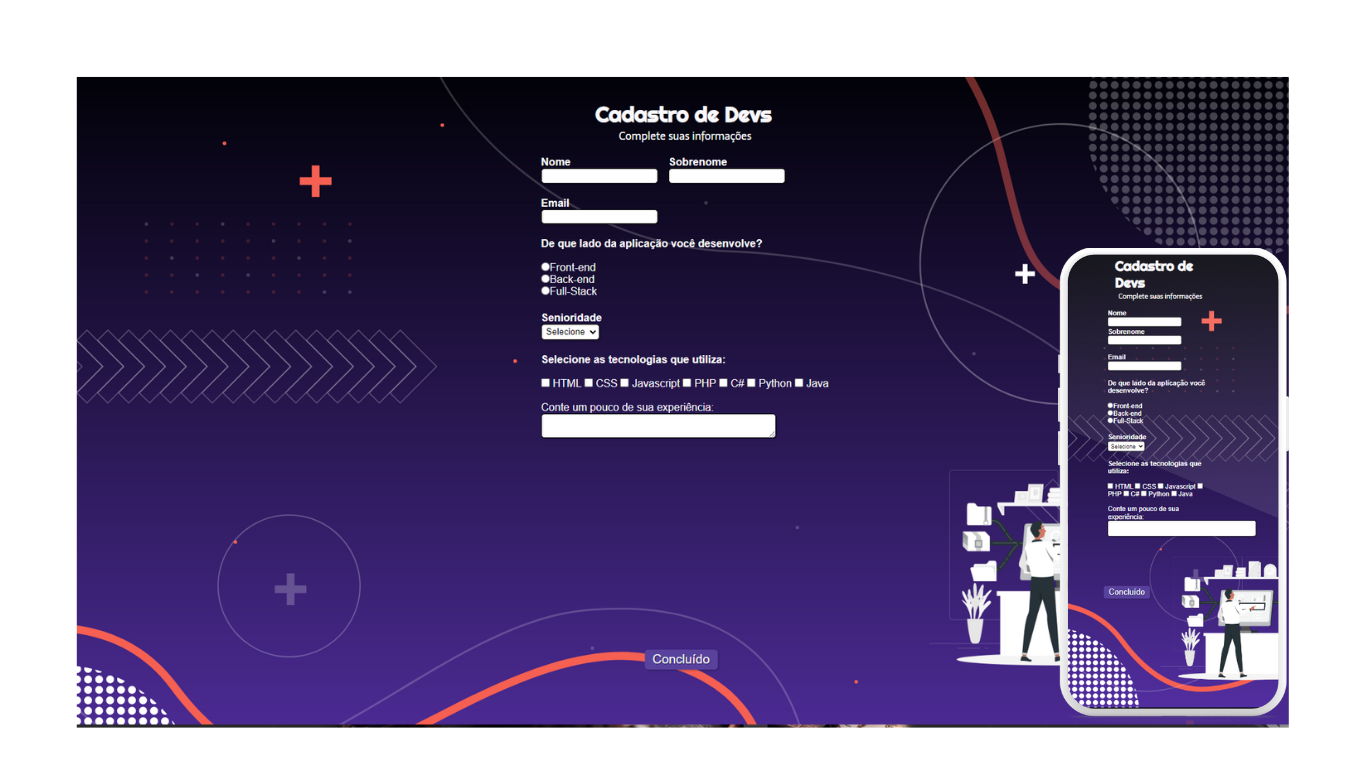 Cadastro de Devs
Complete suas informações
Nome Sobrenome
Email
De que lado da aplicação você desenvolve?
Front-end
Back-end
Full-Stack
Senioridade
Selecione
Selecione as tecnologias que utiliza:
HTML CSS Javascript PHP C# Python Java
Conte um pouco de sua experiência:
Concluído
Cadastro de
Devs
Complete suas informações
Nome
Sobrenome
Email
De que lado da aplicação você
desenvolve?
Front-end
Back-end
Full-Stack
Senioridade
Selecione
Selecione as tecnologias que
utiliza:
HTML CSS Javascript
PHP C# Python Java
Conte um pouco de sua
experiência:
Concluído